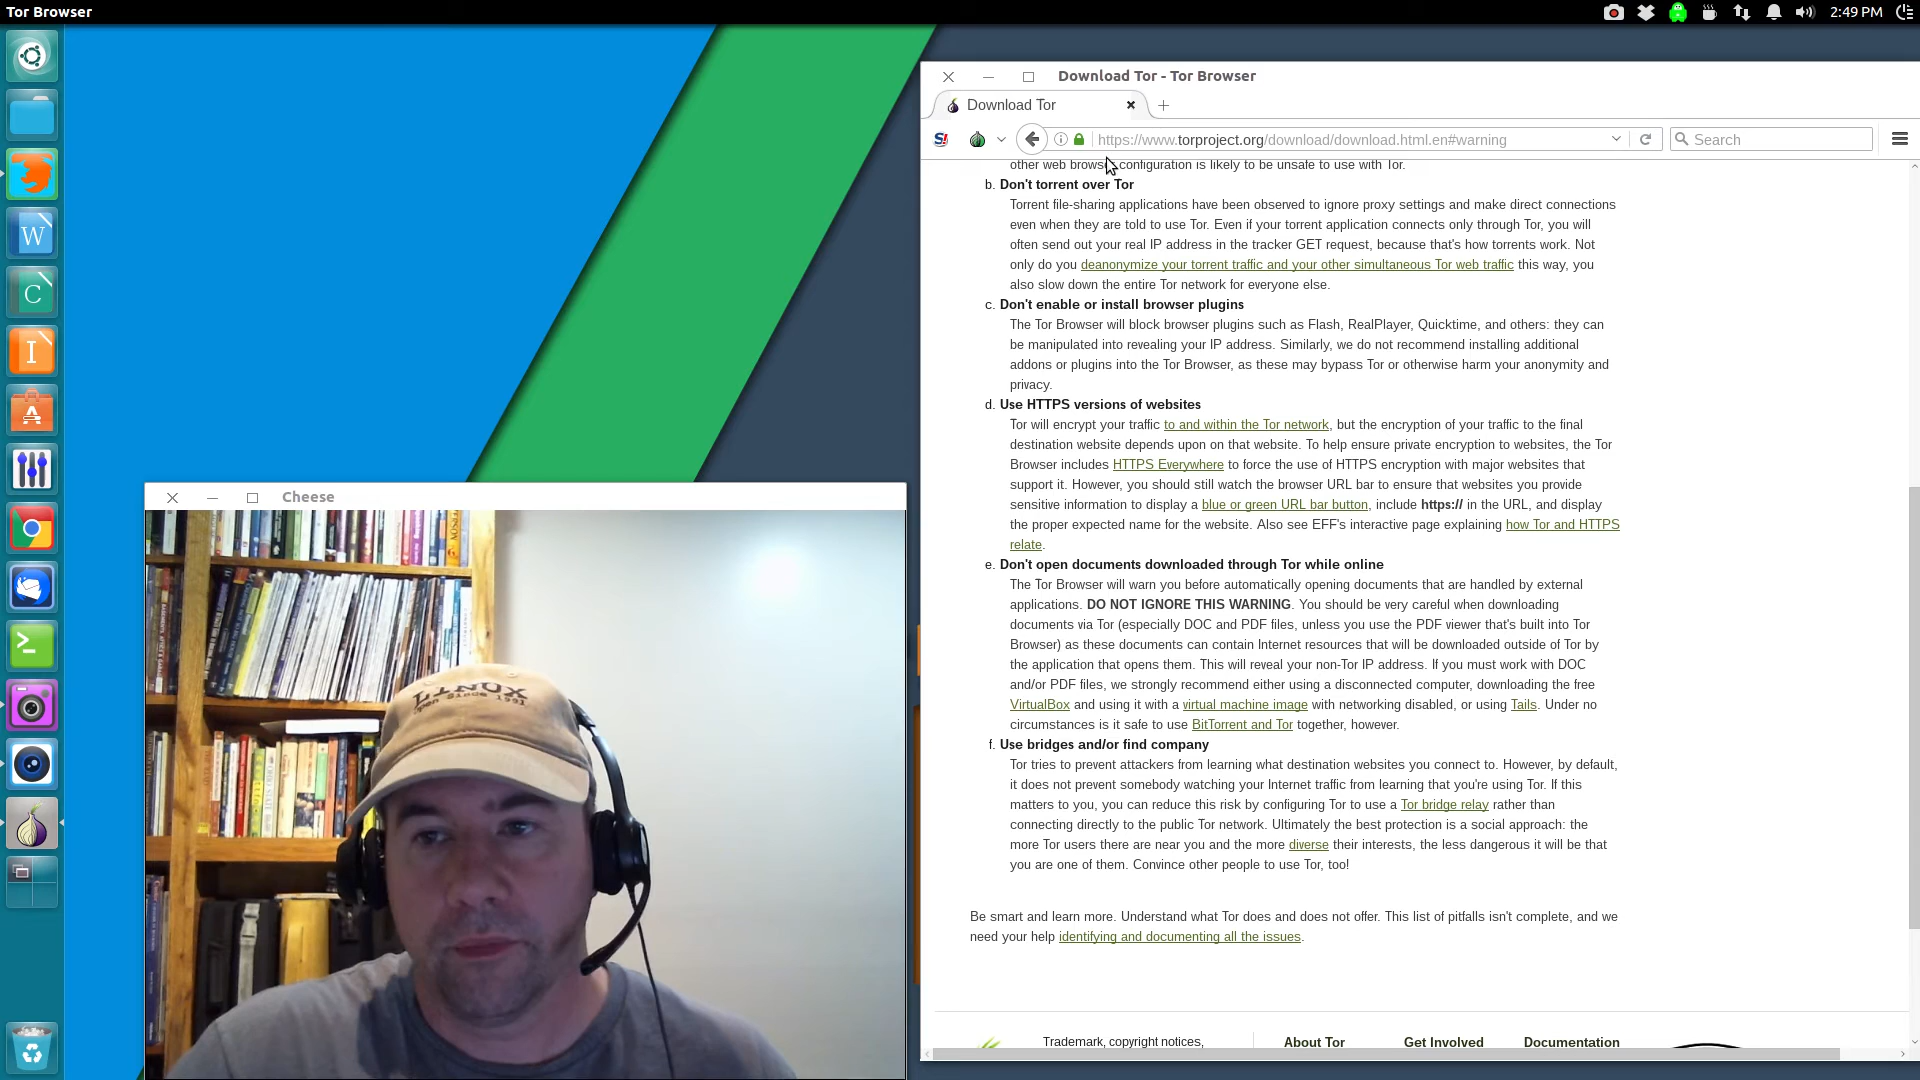 Tor Browser
2:49 PM
Download Tor - Tor Browser
Download Tor
https://www.torproject.org/download/download.html.en#warning
Search
other web browser configuration is likely to be unsafe to use with Tor.
b. Don't torrent over Tor
Torrent file-sharing applications have been observed to ignore proxy settings and make direct connections
even when they are told to use Tor. Even if your torrent application connects only through Tor, you will
often send out your real IP address in the tracker GET request, because that's how torrents work. Not
only do you deanonymize your torrent traffic and your other simultaneous Tor web traffic this way, you
also slow down the entire Tor network for everyone else.
c. Don't enable or install browser plugins
The Tor Browser will block browser plugins such as Flash, RealPlayer, Quicktime, and others: they can
be manipulated into revealing your IP address. Similarly, we do not recommend installing additional
addons or plugins into the Tor Browser, as these may bypass Tor or otherwise harm your anonymity and
privacy.
d. Use HTTPS versions of websites
Tor will encrypt your traffic to and within the Tor network, but the encryption of your traffic to the final
destination website depends upon on that website. To help ensure private encryption to websites, the Tor
Browser includes HTTPS Everywhere to force the use of HTTPS encryption with major websites that
support it. However, you should still watch the browser URL bar to ensure that websites you provide
sensitive information to display a blue or green URL bar button, include https:// in the URL, and display
the proper expected name for the website. Also see EFF's interactive page explaining how Tor and HTTPS
relate.
e. Don't open documents downloaded through Tor while online
The Tor Browser will warn you before automatically opening documents that are handled by external
applications. DO NOT IGNORE THIS WARNING. You should be very careful when downloading
documents via Tor (especially DOC and PDF files, unless you use the PDF viewer that's built into Tor
Browser) as these documents can contain Internet resources that will be downloaded outside of Tor by
the application that opens them. This will reveal your non-Tor IP address. If you must work with DOC
and/or PDF files, we strongly recommend either using a disconnected computer, downloading the free
VirtualBox and using it with a virtual machine image with networking disabled, or using Tails. Under no
circumstances is it safe to use BitTorrent and Tor together, however.
f. Use bridges and/or find company
Tor tries to prevent attackers from learning what destination websites you connect to. However, by default,
it does not prevent somebody watching your Internet traffic from learning that you're using Tor. If this
matters to you, you can reduce this risk by configuring Tor to use a Tor bridge relay rather than
connecting directly to the public Tor network. Ultimately the best protection is a social approach: the
more Tor users there are near you and the more diverse their interests, the less dangerous it will be that
you are one of them. Convince other people to use Tor, too!
Be smart and learn more. Understand what Tor does and does not offer. This list of pitfalls isn't complete, and we
need your help identifying and documenting all the issues.
Trademark, copyright notices,
About Tor
Get Involved
Documentation
Cheese
LINUX
Open Since 1991
W
C
I